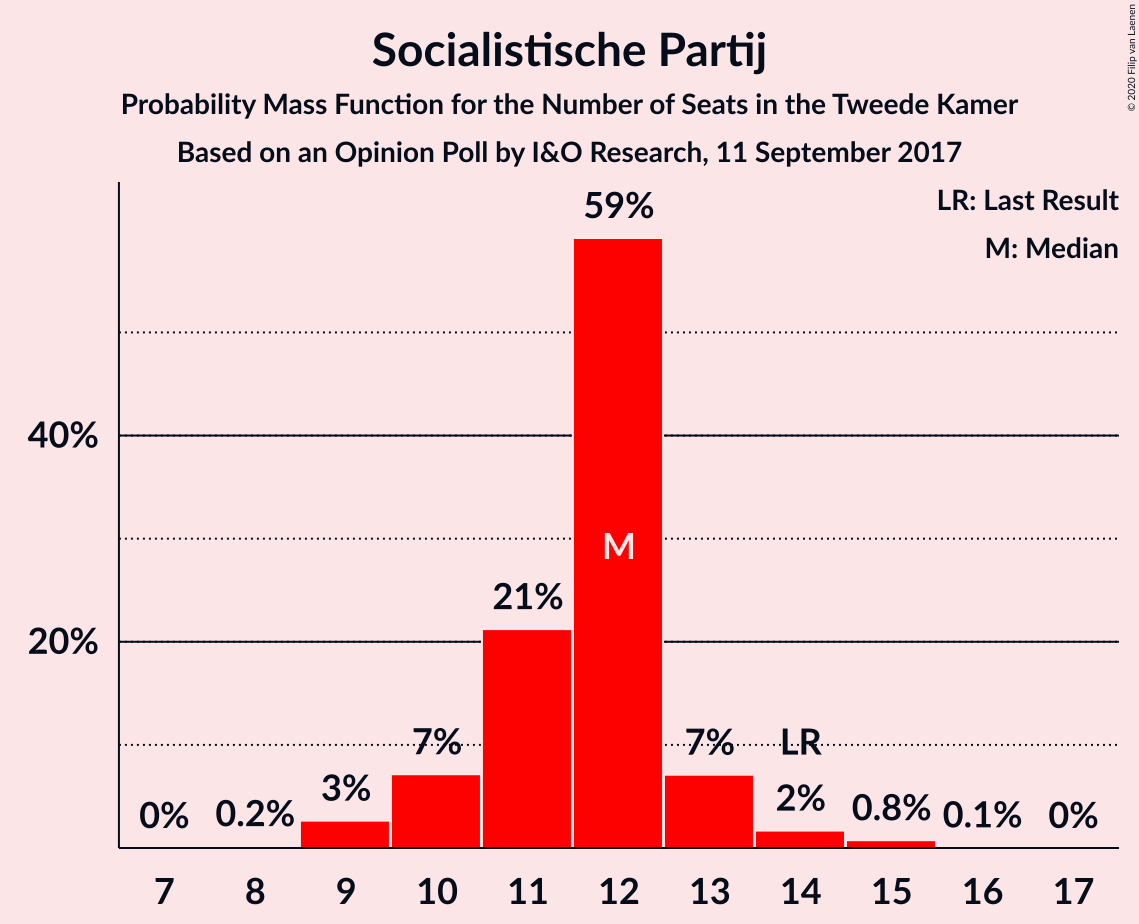 Socialistische Partij
Probability Mass Function for the Number of Seats in the Tweede Kamer
Based on an Opinion Poll by I&O Research, 11 September 2017
© 2020 Filip van Laenen
LR: Last Result
M: Median
40%
20%
0%
0.2%
3%
7%
21%
59%
M
7%
LR
2%
0.8%
0.1%
0%
7 8 9 10 11 12 13 14 15 16 17